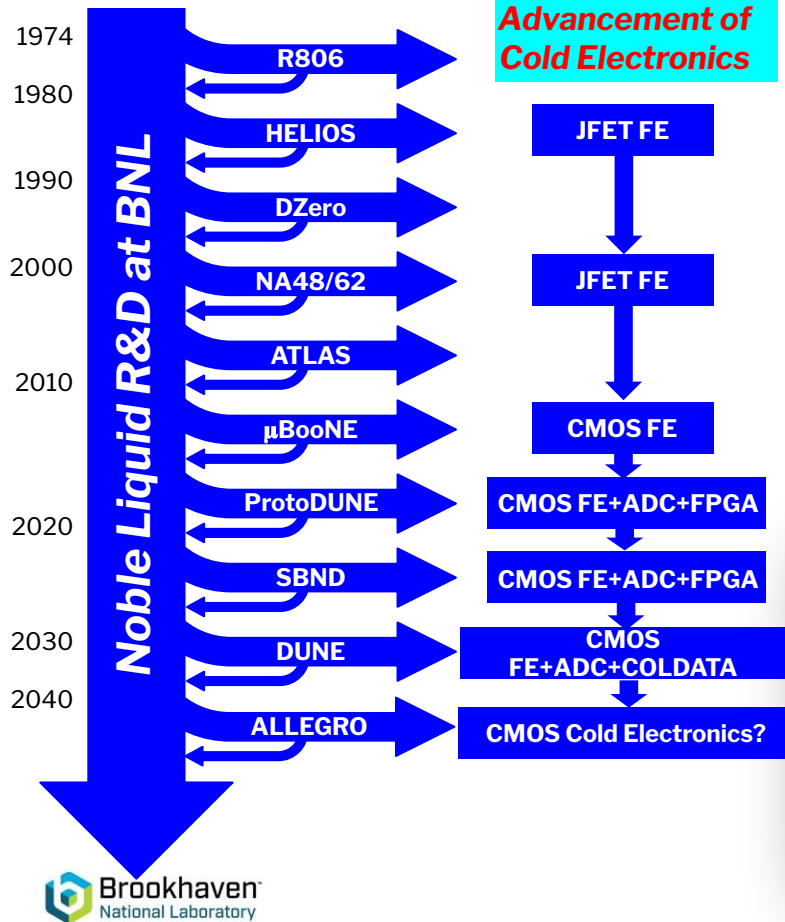 Advancement of
Cold Electronics
1974
R806
1980
HELIOS
JFET FE
1990
DZero
2000
NA48/62
JFET FE
ATLAS
2010
µBooNE
CMOS FE
ProtoDUNE
CMOS FE+ADC+FPGA
2020
SBND
CMOS FE+ADC+FPGA
2030
DUNE
CMOS
FE+ADC+COLDATA
2040
ALLEGRO
CMOS Cold Electronics?
Noble Liquid R&D at BNL
Brookhaven™
National Laboratory